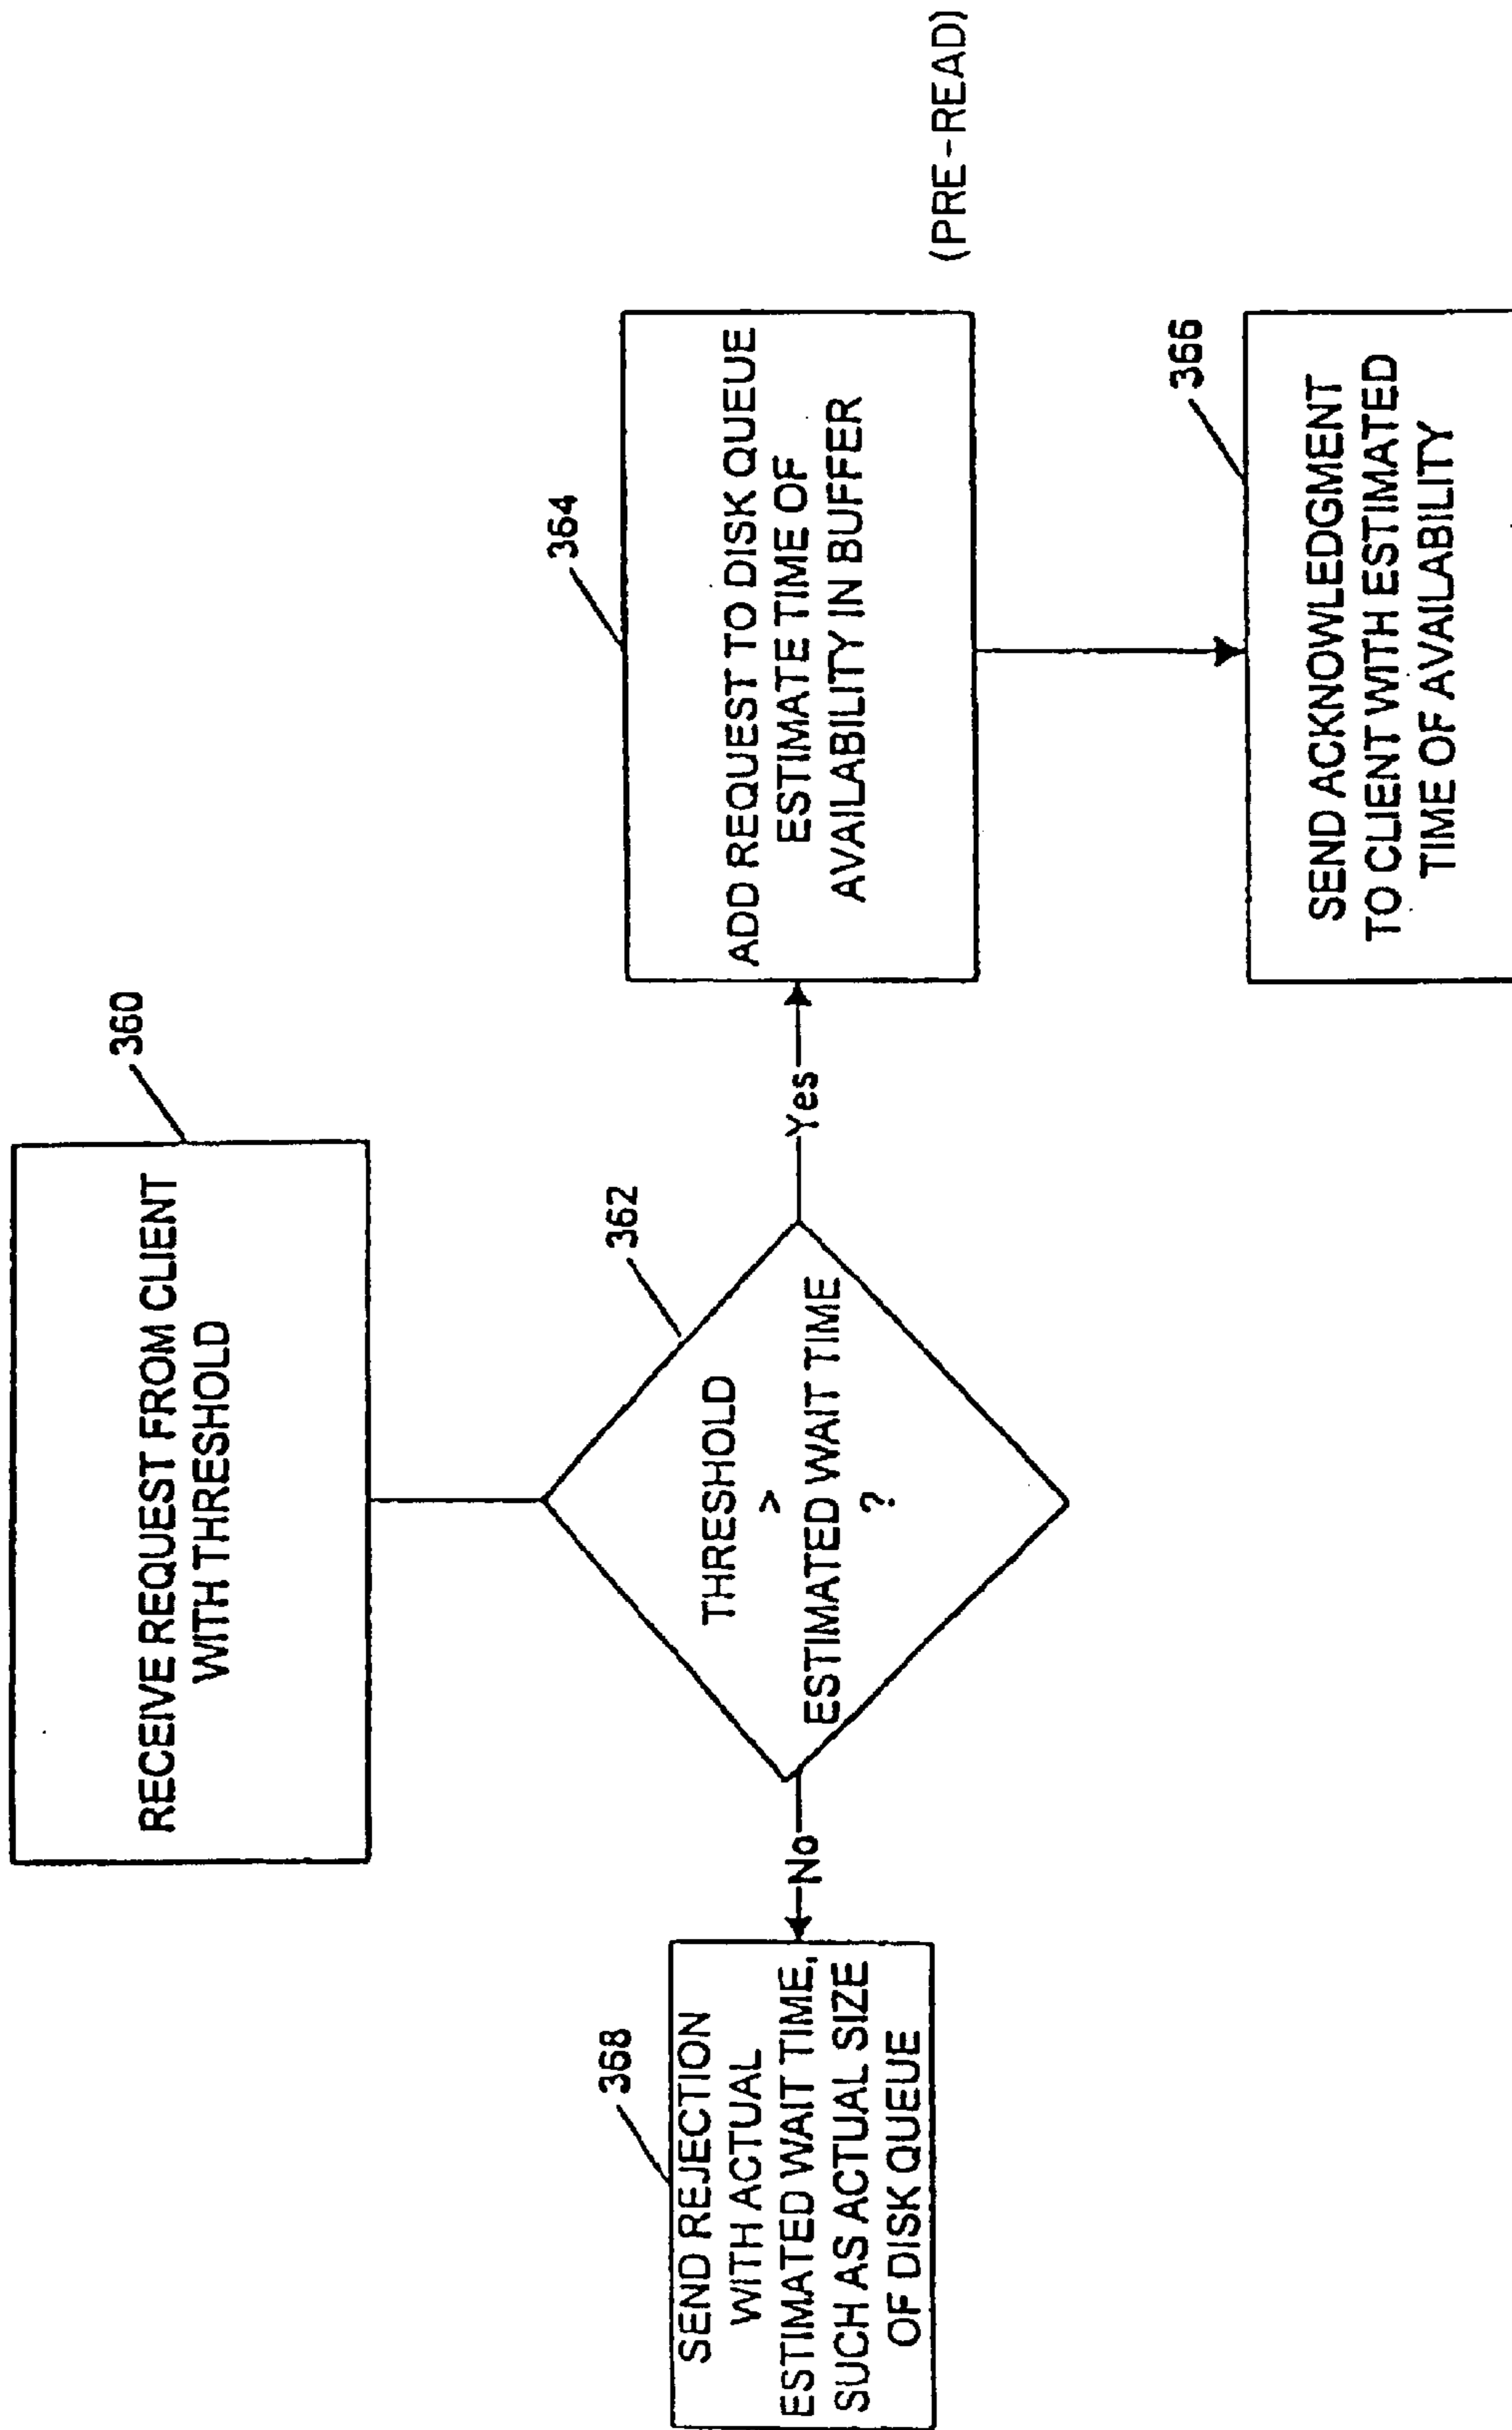 360
RECEIVE REQUEST FROM CLIENT
WITH THRESHOLD
362
THRESHOLD
>
ESTIMATED WAIT TIME
?
No
Yes
368
SEND REJECTION
WITH ACTUAL
ESTIMATED WAIT TIME,
SUCH AS ACTUAL SIZE
OF DISK QUEUE
364
ADD REQUEST TO DISK QUEUE
ESTIMATE TIME OF
AVAILABILITY IN BUFFER
(PRE-READ)
366
SEND ACKNOWLEDGMENT
TO CLIENT WITH ESTIMATED
TIME OF AVAILABILITY